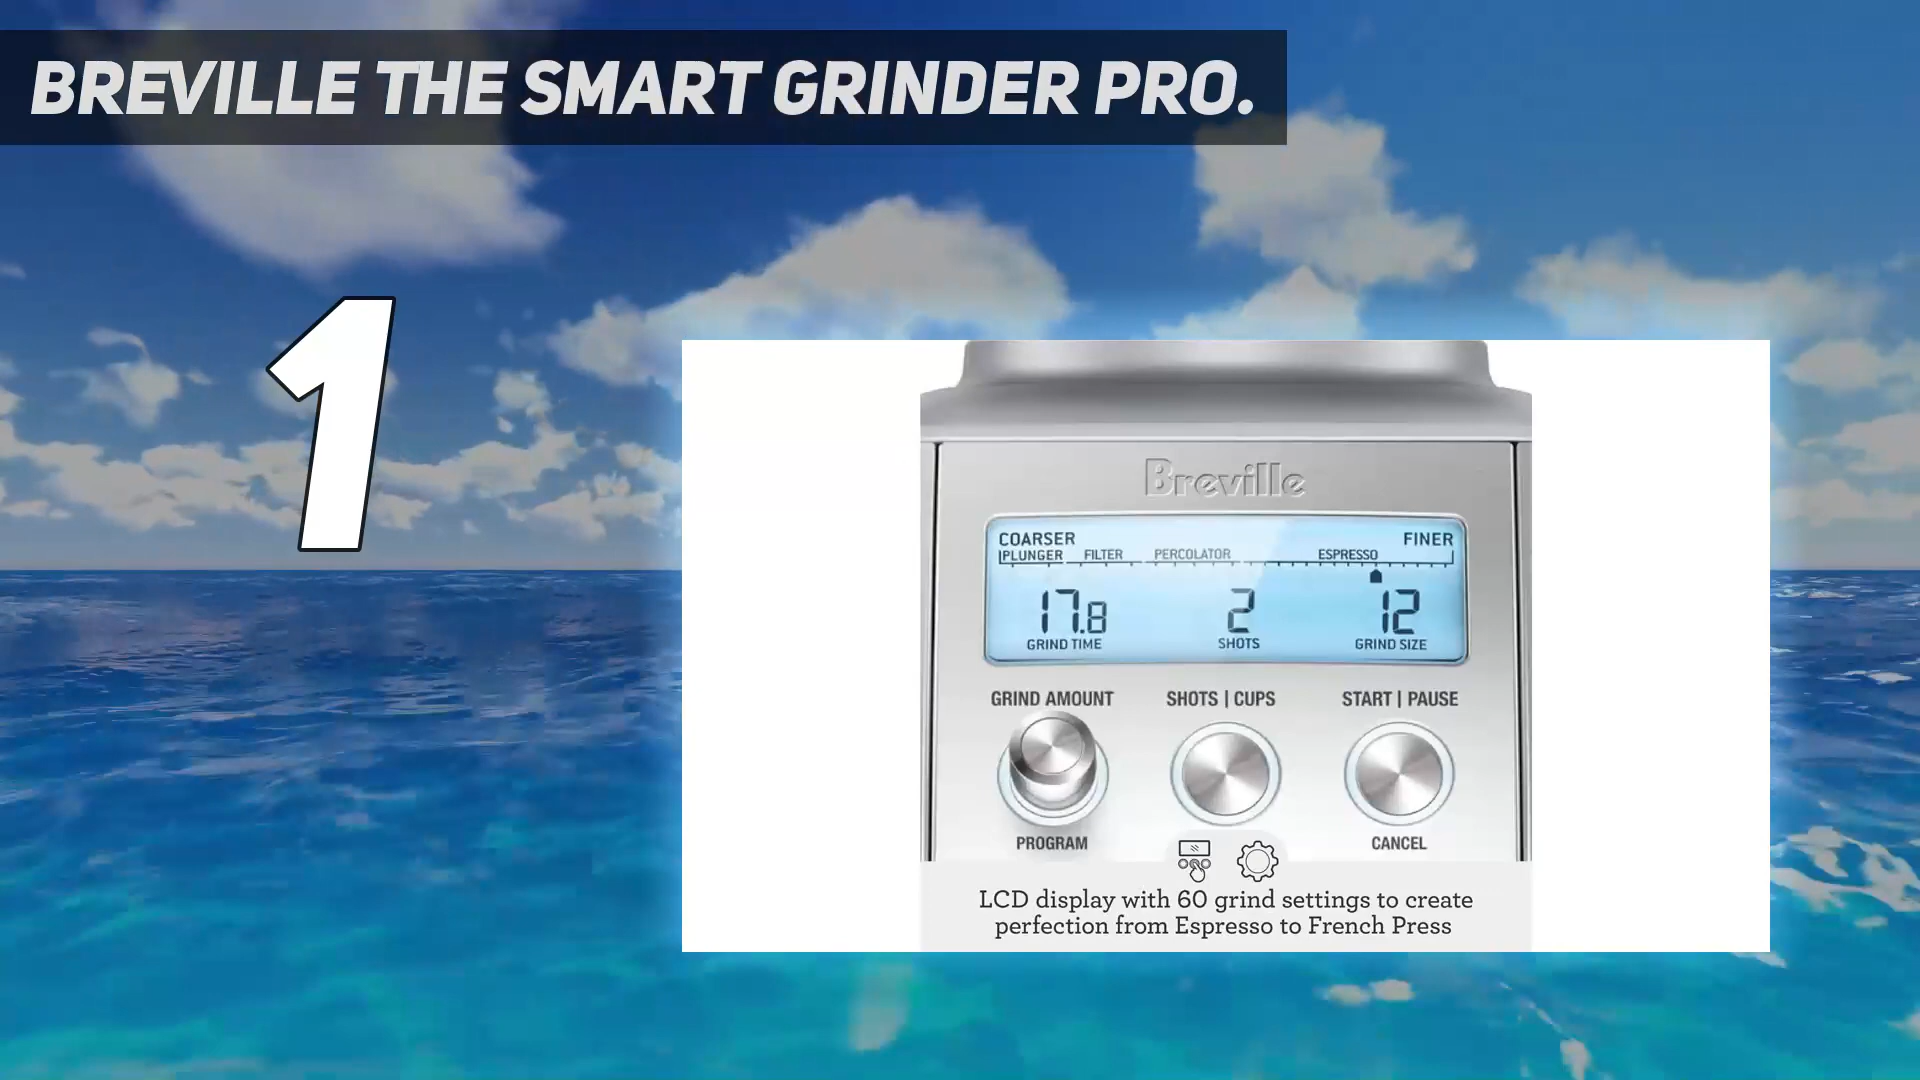 BREVILLE THE SMART GRINDER PRO.
1
Breville
COARSER FINER
PLUNGER FILTER PERCOLATOR ESPRESSO
17.8 2 12
GRIND TIME SHOTS GRIND SIZE
GRIND AMOUNT SHOTS | CUPS START | PAUSE
PROGRAM CANCEL
LCD display with 60 grind settings to create
perfection from Espresso to French Press